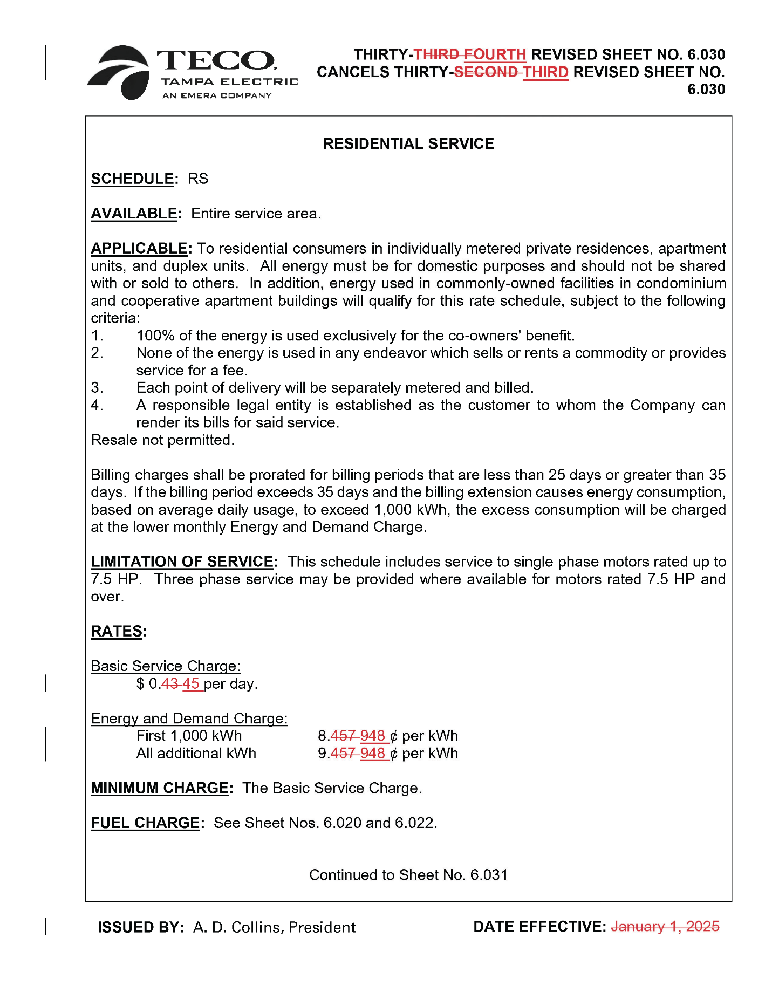 TECO.
TAMPA ELECTRIC
AN EMERA COMPANY
THIRTY-THIRD FOURTH REVISED SHEET NO. 6.030
CANCELS THIRTY-SECOND THIRD REVISED SHEET NO.
6.030
RESIDENTIAL SERVICE
SCHEDULE: RS
AVAILABLE: Entire service area.
APPLICABLE: To residential consumers in individually metered private residences, apartment
units, and duplex units. All energy must be for domestic purposes and should not be shared
with or sold to others. In addition, energy used in commonly-owned facilities in condominium
and cooperative apartment buildings will qualify for this rate schedule, subject to the following
criteria:
1. 100% of the energy is used exclusively for the co-owners' benefit.
2. None of the energy is used in any endeavor which sells or rents a commodity or provides
service for a fee.
3. Each point of delivery will be separately metered and billed.
4. A responsible legal entity is established as the customer to whom the Company can
render its bills for said service.
Resale not permitted.
Billing charges shall be prorated for billing periods that are less than 25 days or greater than 35
days. If the billing period exceeds 35 days and the billing extension causes energy consumption,
based on average daily usage, to exceed 1,000 kWh, the excess consumption will be charged
at the lower monthly Energy and Demand Charge.
LIMITATION OF SERVICE: This schedule includes service to single phase motors rated up to
7.5 HP. Three phase service may be provided where available for motors rated 7.5 HP and
over.
RATES:
Basic Service Charge:
$ 0.43 45 per day.
Energy and Demand Charge:
First 1,000 kWh 8.457 948 ¢ per kWh
All additional kWh 9.457 948 ¢ per kWh
MINIMUM CHARGE: The Basic Service Charge.
FUEL CHARGE: See Sheet Nos. 6.020 and 6.022.
Continued to Sheet No. 6.031
ISSUED BY: A. D. Collins, President DATE EFFECTIVE: January 1, 2025